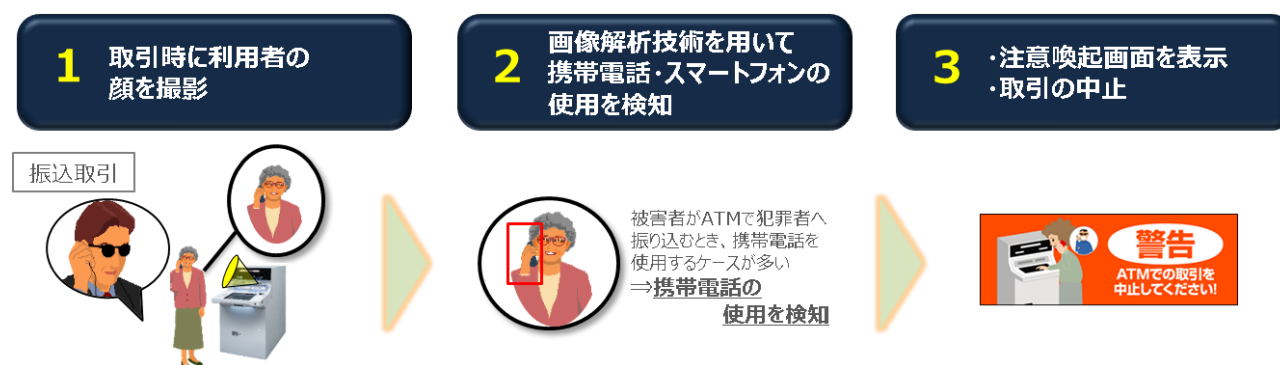 1
取引時に利用者の
顔を撮影
2
画像解析技術を用いて
携帯電話・スマートフォンの
使用を検知
3
・注意喚起画面を表示
・取引の中止
振込取引
被害者がATMで犯罪者へ
振り込むとき、携帯電話を
使用するケースが多い
⇒携帯電話の
使用を検知
警告
ATMでの取引を
中止してください!